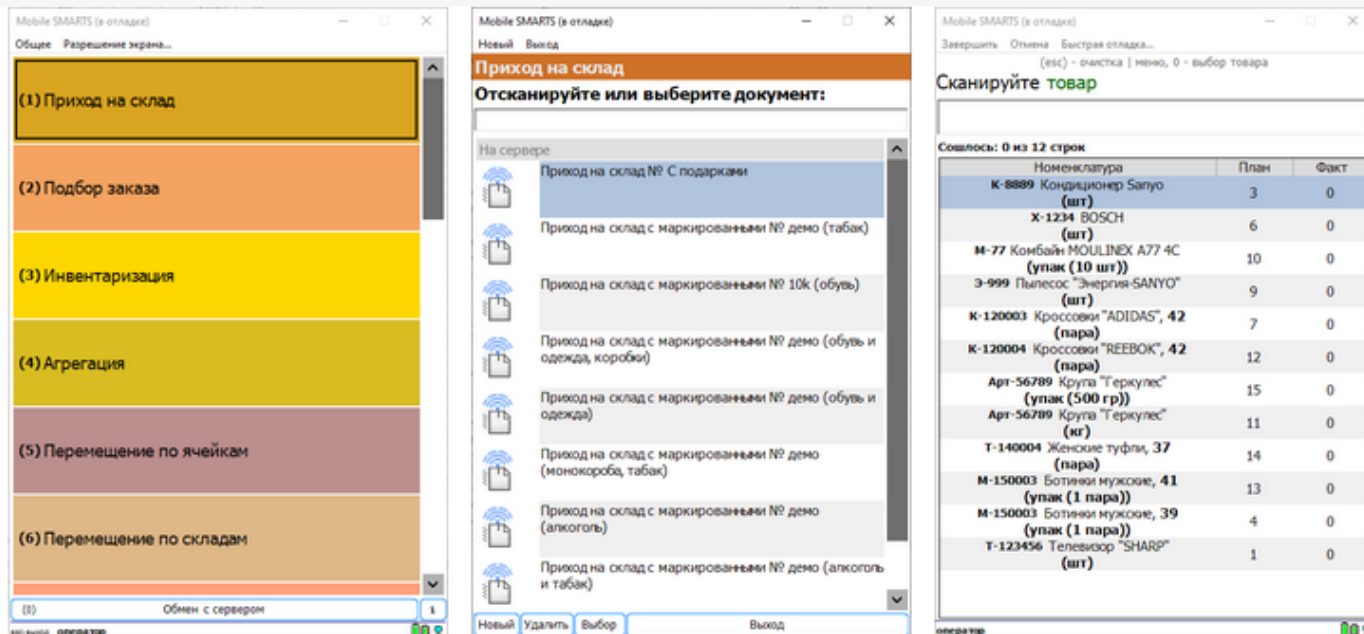 Mobile SMARTS (в отладке)
Общее Разрешение экрана...
(1) Приход на склад
(2) Подбор заказа
(3) Инвентаризация
(4) Агрегация
(5) Перемещение по ячейкам
(6) Перемещение по складам
Обмен с сервером
i
оператор
Mobile SMARTS (в отладке)
Новый Выход
Приход на склад
Отсканируйте или выберите документ:
На сервере
Приход на склад № С подарками
Приход на склад с маркированными № демо (табак)
Приход на склад с маркированными № 10k (обувь)
Приход на склад с маркированными № демо (обувь и
одежда, коробки)
Приход на склад с маркированными № демо (обувь и
одежда)
Приход на склад с маркированными № демо
(монокороба, табак)
Приход на склад с маркированными № демо
(алкоголь)
Приход на склад с маркированными № демо (алкоголь
и табак)
Новый Удалить Выбор Выход
Mobile SMARTS (в отладке)
Завершить Отмена Быстрая отладка...
(esc) - очистка | меню, 0 - выбор товара
Сканируйте товар
Сошлось: 0 из 12 строк
Номенклатура План Факт
К-8889 Кондиционер Sanyo
(шт) 3 0
Х-1234 BOSCH
(шт) 6 0
М-77 Комбайн MOULINEX A77 4C
(упак (10 шт)) 10 0
Э-999 Пылесос "Энергия-SANYO"
(шт) 9 0
К-120003 Кроссовки "ADIDAS", 42
(пара) 7 0
К-120004 Кроссовки "REEBOK", 42
(пара) 12 0
Арт-56789 Крупа "Геркулес"
(упак (500 гр)) 15 0
Арт-56789 Крупа "Геркулес"
(кг) 11 0
Т-140004 Женские туфли, 37
(пара) 14 0
М-150003 Ботинки мужские, 41
(упак (1 пара)) 13 0
М-150003 Ботинки мужские, 39
(упак (1 пара)) 4 0
Т-123456 Телевизор "SHARP"
(шт) 1 0
оператор